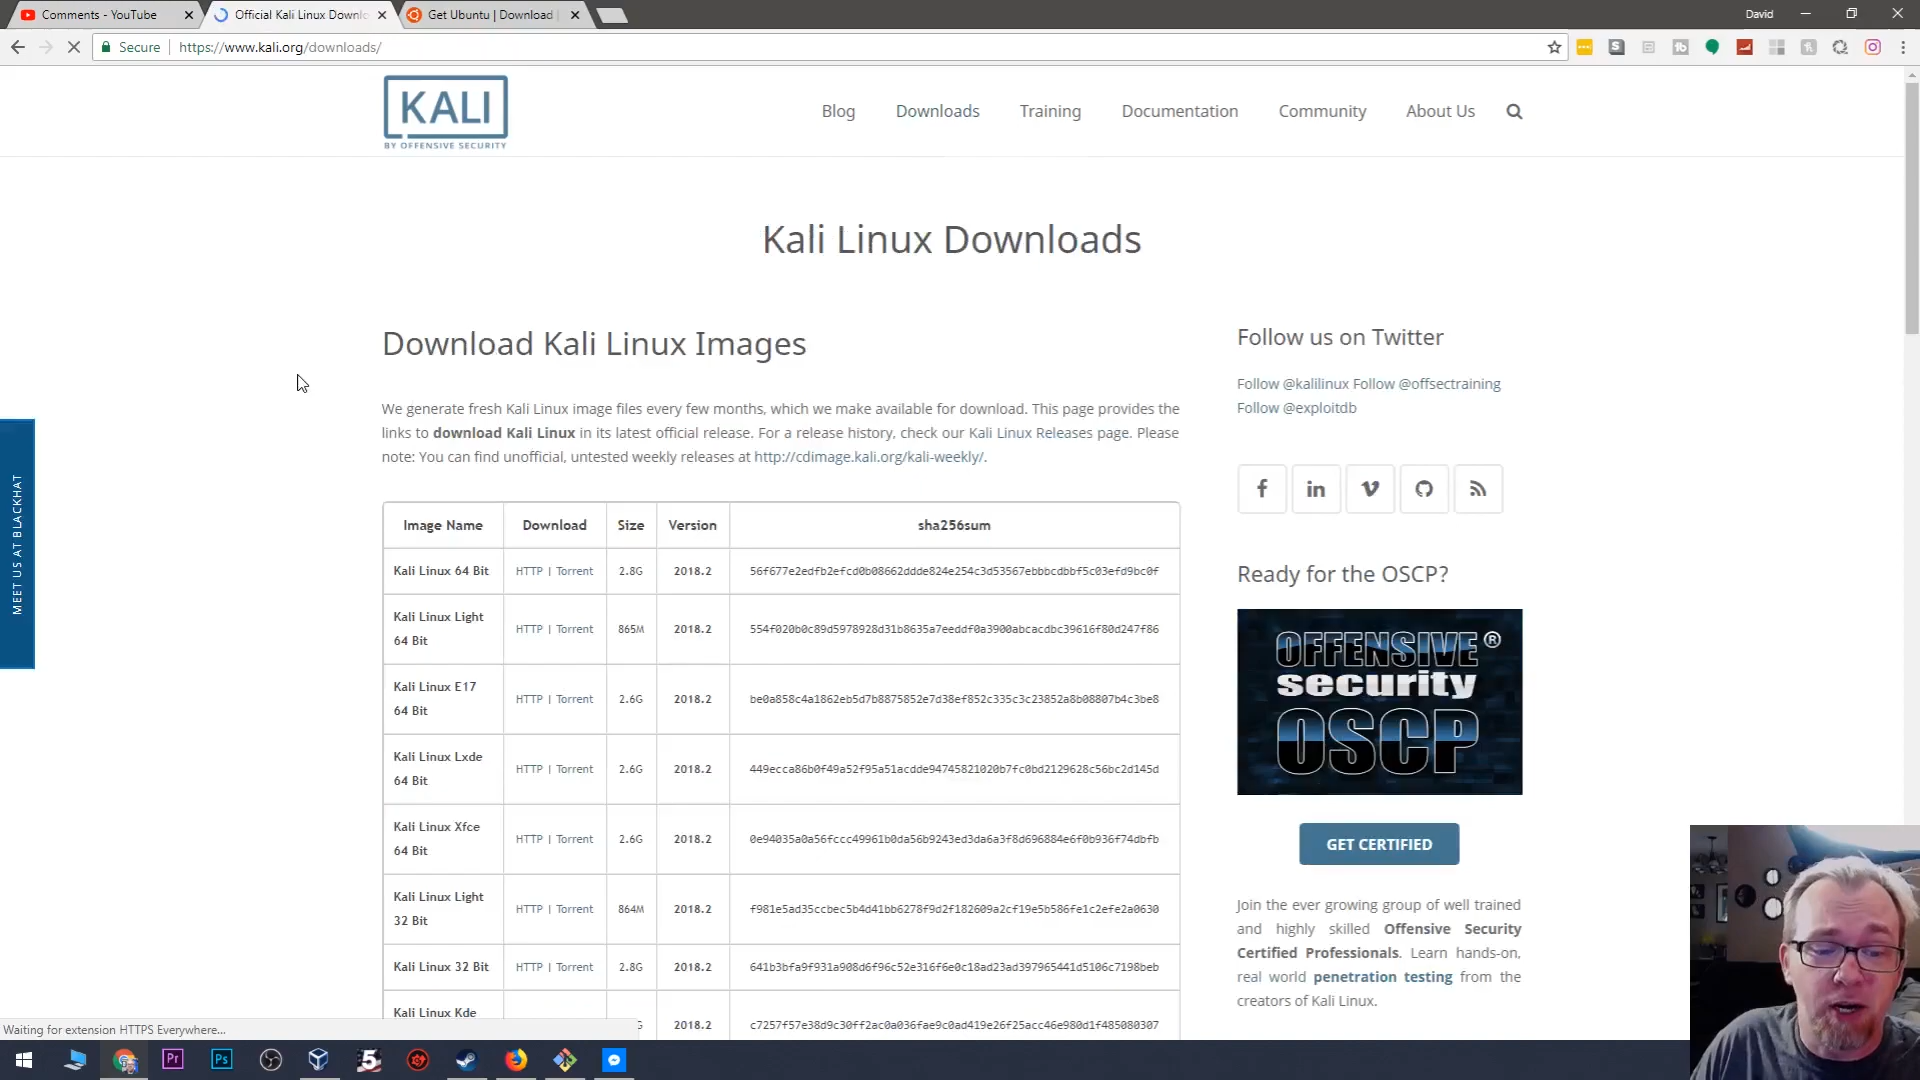 Comments - YouTube
Official Kali Linux Downlo
Get Ubuntu | Download
David
Secure
https://www.kali.org/downloads/
KALI
BY OFFENSIVE SECURITY
Blog
Downloads
Training
Documentation
Community
About Us
Kali Linux Downloads
Download Kali Linux Images
We generate fresh Kali Linux image files every few months, which we make available for download. This page provides the
links to download Kali Linux in its latest official release. For a release history, check our Kali Linux Releases page. Please
note: You can find unofficial, untested weekly releases at http://cdimage.kali.org/kali-weekly/.
Image Name Download Size Version sha256sum
Kali Linux 64 Bit HTTP | Torrent 2.8G 2018.2 56f677e2edfb2efcd0b08662ddde824e254c3d53567ebbbcdbbf5c03efd9bc0f
Kali Linux Light
64 Bit
HTTP | Torrent 865M 2018.2 554f020b0c89d5978928d31b8635a7eeddf0a3900abcacdbc39616f80d247f86
Kali Linux E17
64 Bit
HTTP | Torrent 2.6G 2018.2 be0a858c4a1862eb5d7b8875852e7d38ef852c335c3c23852a8b08807b4c3be8
Kali Linux Lxde
64 Bit
HTTP | Torrent 2.6G 2018.2 449ecca86b0f49a52f95a51acdde94745821020b7fc0bd2129628c56bc2d145d
Kali Linux Xfce
64 Bit
HTTP | Torrent 2.6G 2018.2 0e94035a0a56fccc49961b0da56b9243ed3da6a3f8d696884e6f0b936f74dbfb
Kali Linux Light
32 Bit
HTTP | Torrent 864M 2018.2 f981e5ad35ccbec5b4d41bb6278f9d2f182609a2cf19e5b586fe1c2efe2a0630
Kali Linux 32 Bit HTTP | Torrent 2.8G 2018.2 641b3bfa9f931a908d6f96c52e316f6e0c18ad23ad397965441d5106c7198beb
Kali Linux Kde
2018.2 c7257f57e38d9c30ff2ac0a036fae9c0ad419e26f25acc46e980d1f485080307
Follow us on Twitter
Follow @kalilinux Follow @offsectraining
Follow @exploitdb
Ready for the OSCP?
OFFENSIVE®
security
OSCP
GET CERTIFIED
Join the ever growing group of well trained
and highly skilled Offensive Security
Certified Professionals. Learn hands-on,
real world penetration testing from the
creators of Kali Linux.
MEET US AT BLACKHAT
Waiting for extension HTTPS Everywhere...
Pr
Ps
5